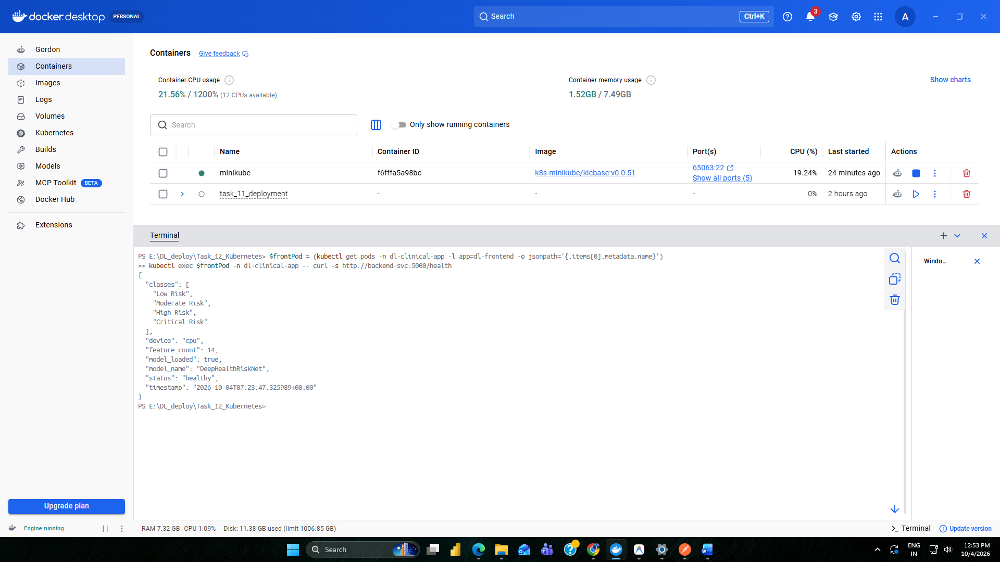 docker.desktop PERSONAL
Search
Ctrl+K
3
A
Gordon
Containers
Images
Logs
Volumes
Kubernetes
Builds
Models
MCP Toolkit BETA
Docker Hub
Extensions
Upgrade plan
Containers Give feedback
Container CPU usage
21.56% / 1200% (12 CPUs available)
Container memory usage
1.52GB / 7.49GB
Show charts
Search
Only show running containers
Name Container ID Image Port(s) CPU (%) Last started Actions
minikube f6fffa5a98bc k8s-minikube/kicbase:v0.0.51 65063:22 19.24% 24 minutes ago
Show all ports (5)
task_11_deployment - - - 0% 2 hours ago
Terminal
PS E:\DL_deploy\Task_12_Kubernetes> $frontPod = (kubectl get pods -n dl-clinical-app -l app=dl-frontend -o jsonpath='{.items[0].metadata.name}')
>> kubectl exec $frontPod -n dl-clinical-app -- curl -s http://backend-svc:5000/health
{
  "classes": [
    "Low Risk",
    "Moderate Risk",
    "High Risk",
    "Critical Risk"
  ],
  "device": "cpu",
  "feature_count": 14,
  "model_loaded": true,
  "model_name": "DeepHealthRiskNet",
  "status": "healthy",
  "timestamp": "2026-10-04T07:23:47.325989+00:00"
}
PS E:\DL_deploy\Task_12_Kubernetes>
Windo...
Engine running
RAM 7.32 GB CPU 1.09% Disk: 11.38 GB used (limit 1006.85 GB)
Terminal
Update version
Search
ENG
IN
12:53 PM
10/4/2026